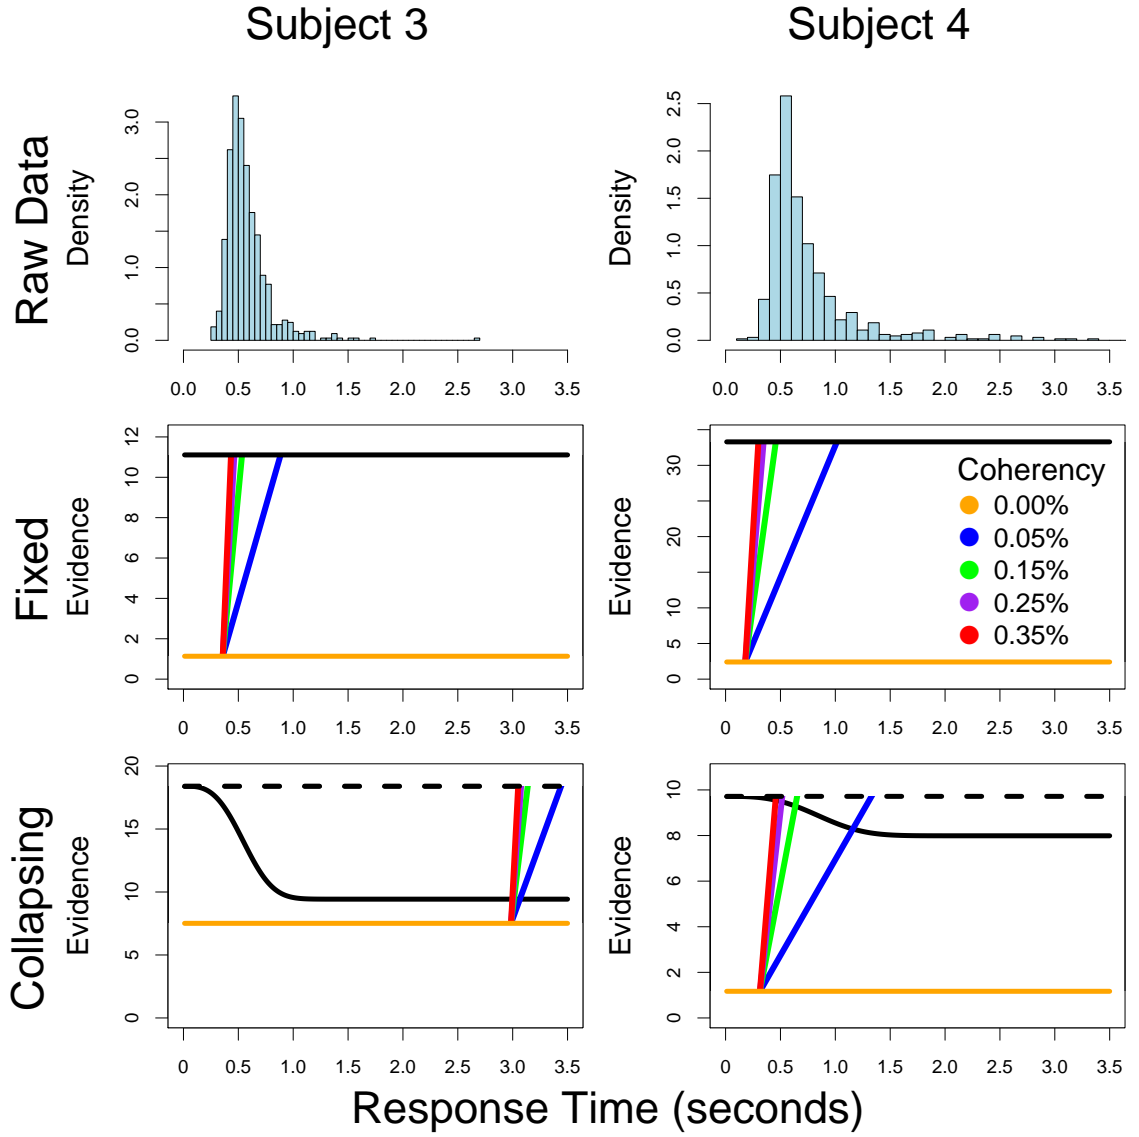 Subject 3
Subject 4
Raw Data
Density
0.0 1.0 2.0 3.0
0.0 0.5 1.0 1.5 2.0 2.5 3.0 3.5
Density
0.0 0.5 1.0 1.5 2.0 2.5
0.0 0.5 1.0 1.5 2.0 2.5 3.0 3.5
Fixed
Evidence
0 2 4 6 8 10 12
0 0.5 1.0 1.5 2.0 2.5 3.0 3.5
Evidence
0 5 10 20 30
0 0.5 1.0 1.5 2.0 2.5 3.0 3.5
Coherency
0.00%
0.05%
0.15%
0.25%
0.35%
Collapsing
Evidence
0 5 10 15 20
0 0.5 1.0 1.5 2.0 2.5 3.0 3.5
Evidence
0 2 4 6 8 10
0 0.5 1.0 1.5 2.0 2.5 3.0 3.5
Response Time (seconds)